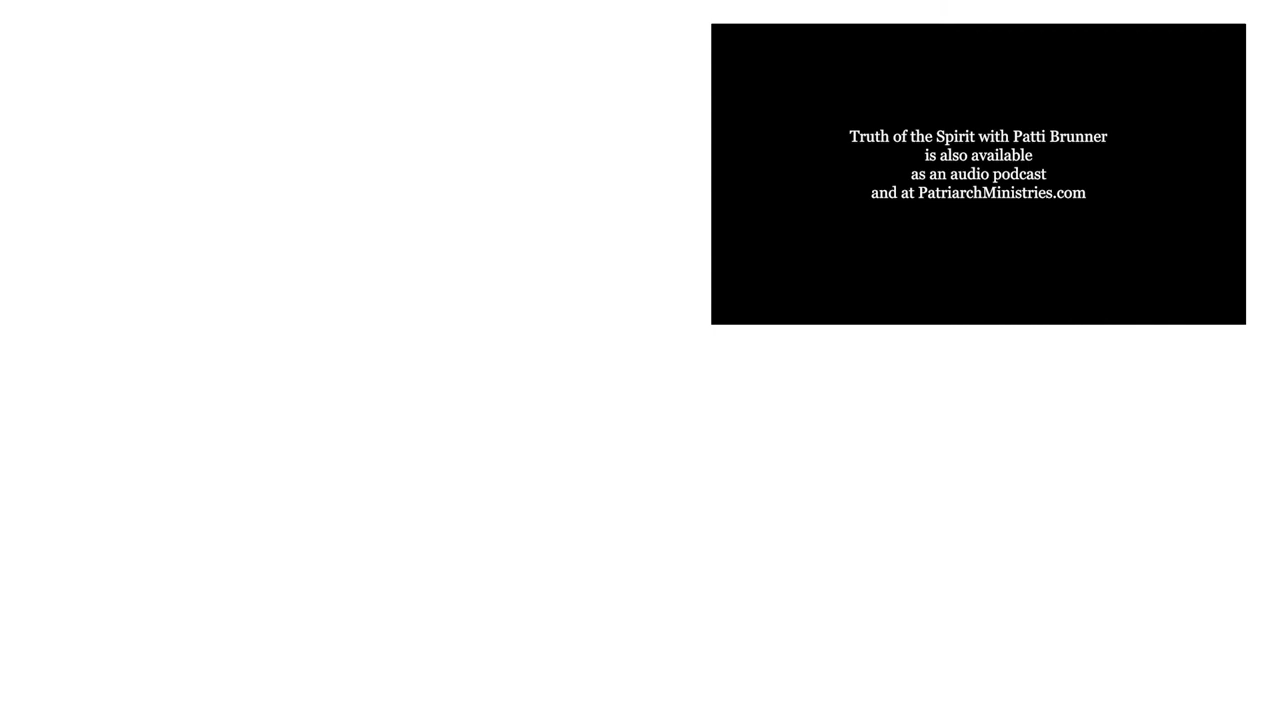 Truth of the Spirit with Patti Brunner
is also available
as an audio podcast
and at PatriarchMinistries.com